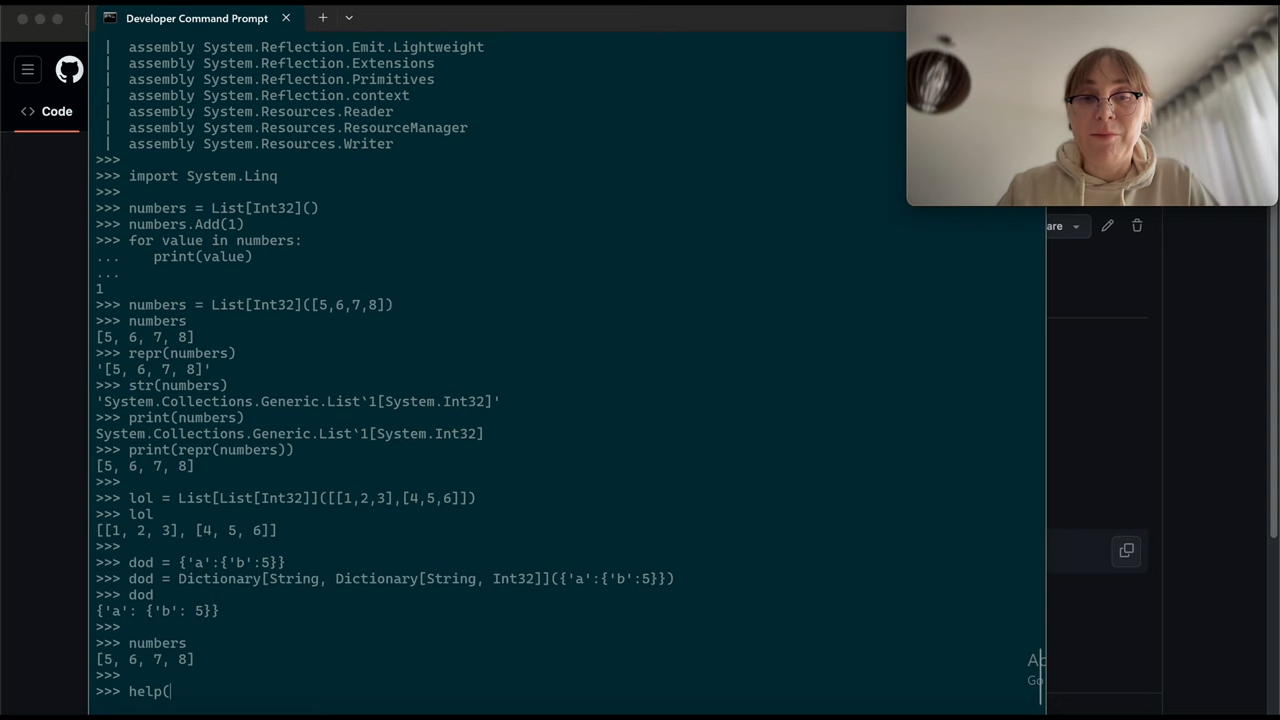 Developer Command Prompt
Code
| assembly System.Reflection.Emit.Lightweight
| assembly System.Reflection.Extensions
| assembly System.Reflection.Primitives
| assembly System.Reflection.context
| assembly System.Resources.Reader
| assembly System.Resources.ResourceManager
| assembly System.Resources.Writer
>>>
>>> import System.Linq
>>>
>>> numbers = List[Int32]()
>>> numbers.Add(1)
>>> for value in numbers:
...    print(value)
...
1
>>> numbers = List[Int32]([5,6,7,8])
>>> numbers
[5, 6, 7, 8]
>>> repr(numbers)
'[5, 6, 7, 8]'
>>> str(numbers)
'System.Collections.Generic.List`1[System.Int32]'
>>> print(numbers)
System.Collections.Generic.List`1[System.Int32]
>>> print(repr(numbers))
[5, 6, 7, 8]
>>>
>>> lol = List[List[Int32]]([[1,2,3],[4,5,6]])
>>> lol
[[1, 2, 3], [4, 5, 6]]
>>>
>>> dod = {'a':{'b':5}}
>>> dod = Dictionary[String, Dictionary[String, Int32]]({'a':{'b':5}})
>>> dod
{'a': {'b': 5}}
>>>
>>> numbers
[5, 6, 7, 8]
>>>
>>> help(
are
Ac
Go